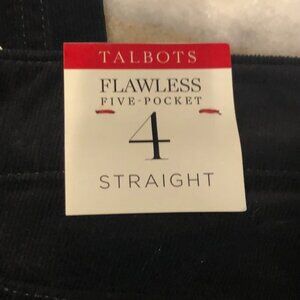 TALBOTS
FLAWLESS
FIVE-POCKET
4
STRAIGHT